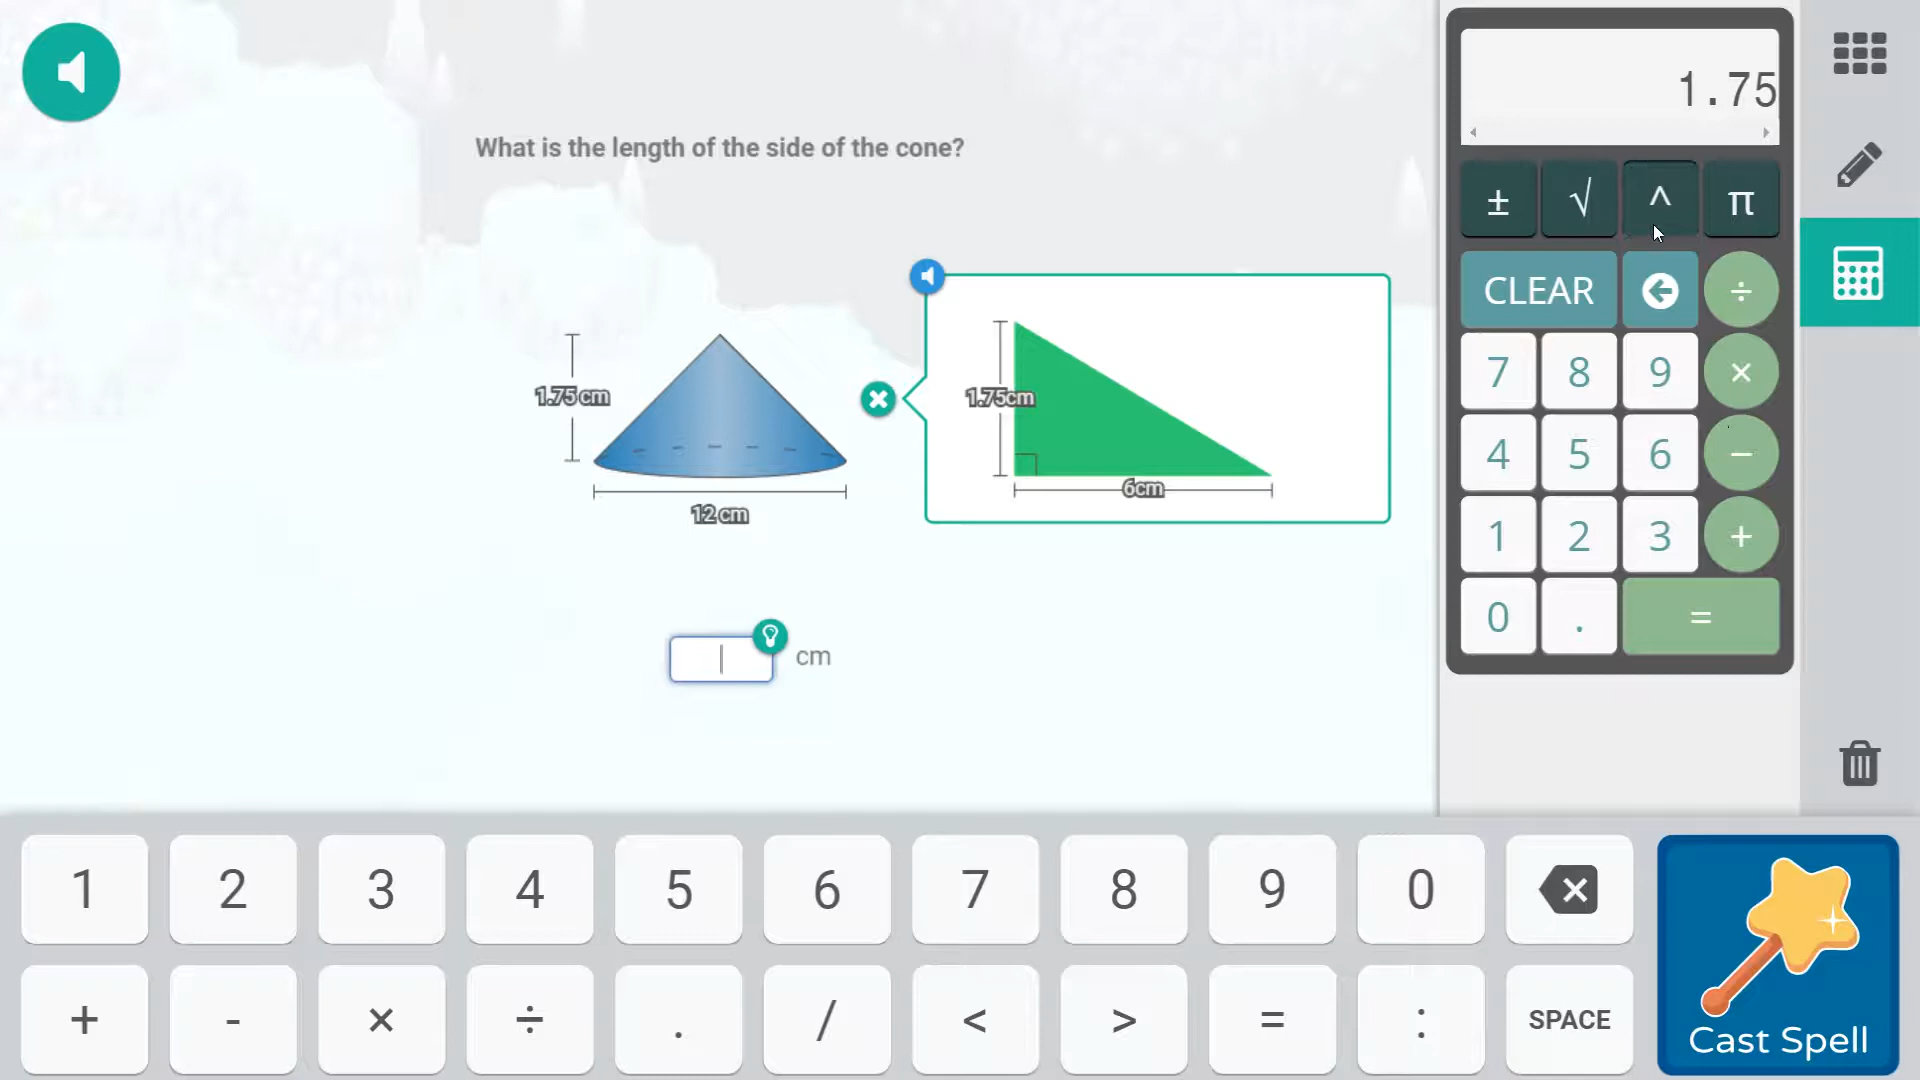 What is the length of the side of the cone?
1.75 cm
12 cm
1.75cm
6cm
cm
1.75
± √ ^ π
CLEAR ÷
7 8 9 ×
4 5 6 −
1 2 3 +
0 . =
1 2 3 4 5 6 7 8 9 0
+ - × ÷ . / < > = : SPACE
Cast Spell